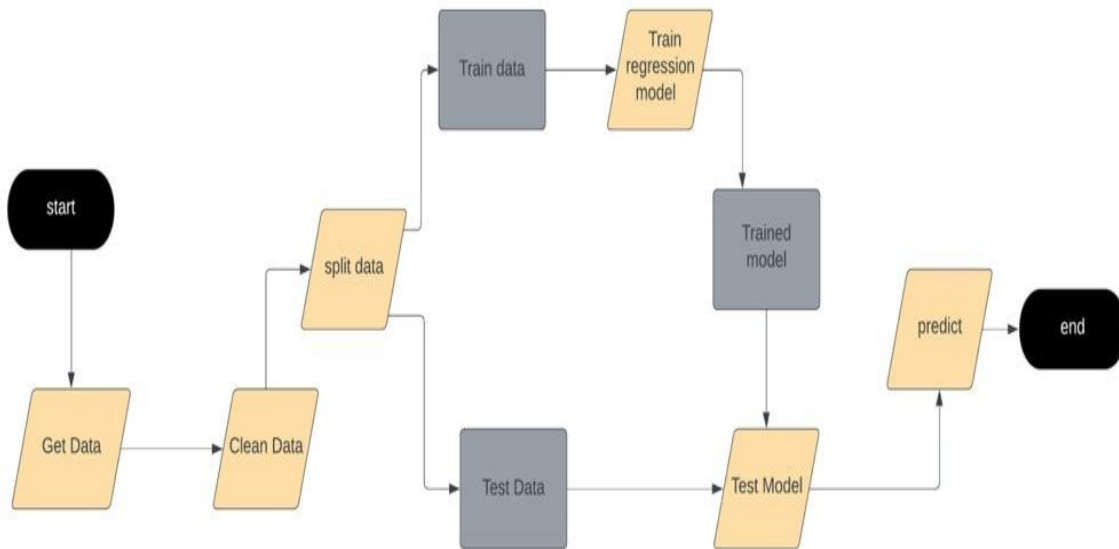 start
Get Data
Clean Data
split data
Train data
Train
regression
model
Trained
model
Test Data
Test Model
predict
end